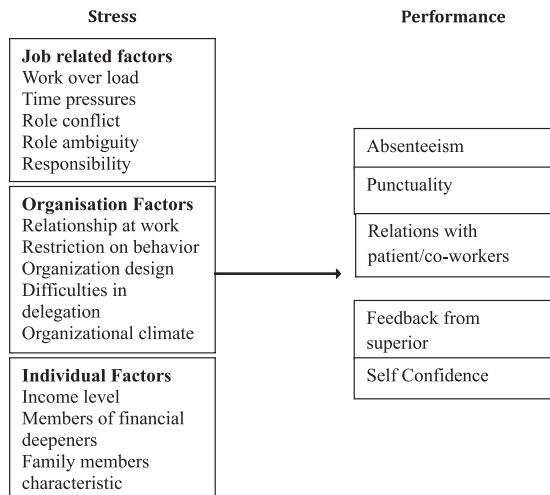 Stress
Job related factors
Work over load
Time pressures
Role conflict
Role ambiguity
Responsibility
Organisation Factors
Relationship at work
Restriction on behavior
Organization design
Difficulties in
delegation
Organizational climate
Individual Factors
Income level
Members of financial
deepeners
Family members
characteristic
Performance
Absenteeism
Punctuality
Relations with
patient/co-workers
Feedback from
superior
Self Confidence